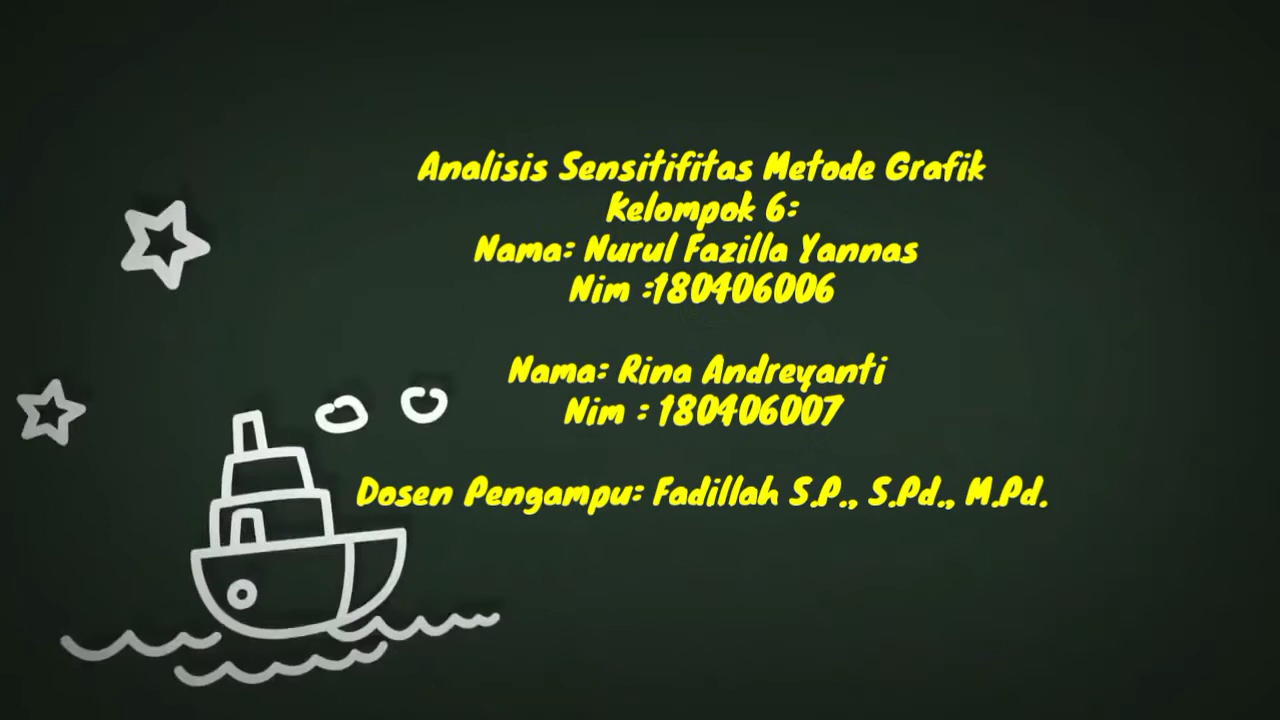 Analisis Sensitifitas Metode Grafik
Kelompok 6:
Nama: Nurul Fazilla Yannas
Nim :180406006
Nama: Rina Andreyanti
Nim : 180406007
Dosen Pengampu: Fadillah S.P., S.Pd., M.Pd.